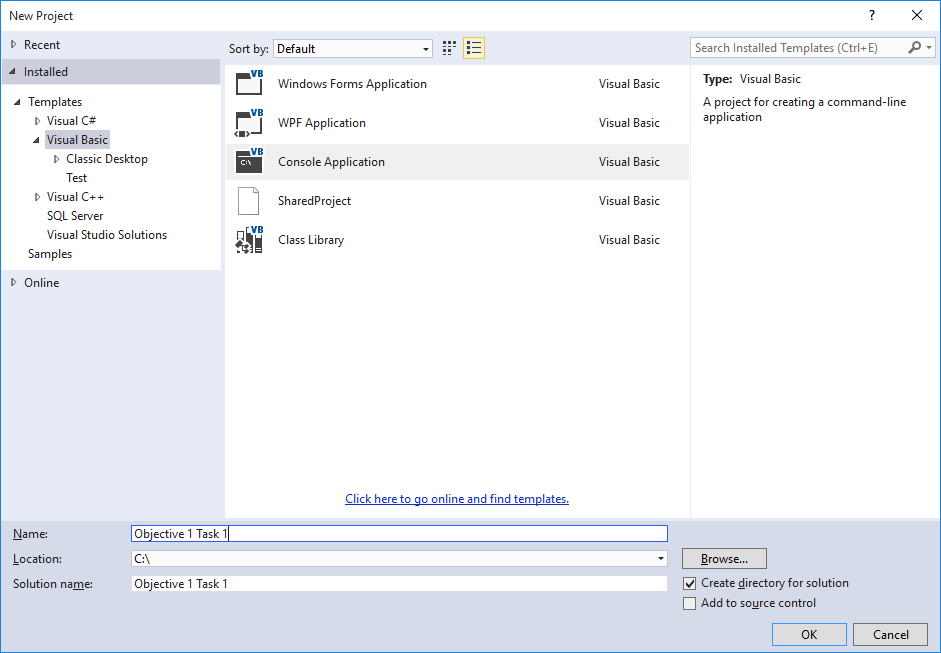 New Project
?
Recent
Installed
Templates
Visual C#
Visual Basic
Classic Desktop
Test
Visual C++
SQL Server
Visual Studio Solutions
Samples
Online
Sort by: Default
VB Windows Forms Application Visual Basic
VB WPF Application Visual Basic
VB C:\ Console Application Visual Basic
SharedProject Visual Basic
VB Class Library Visual Basic
Click here to go online and find templates.
Search Installed Templates (Ctrl+E)
Type: Visual Basic
A project for creating a command-line
application
Name: Objective 1 Task 1
Location: C:\
Browse...
Solution name: Objective 1 Task 1
Create directory for solution
Add to source control
OK Cancel